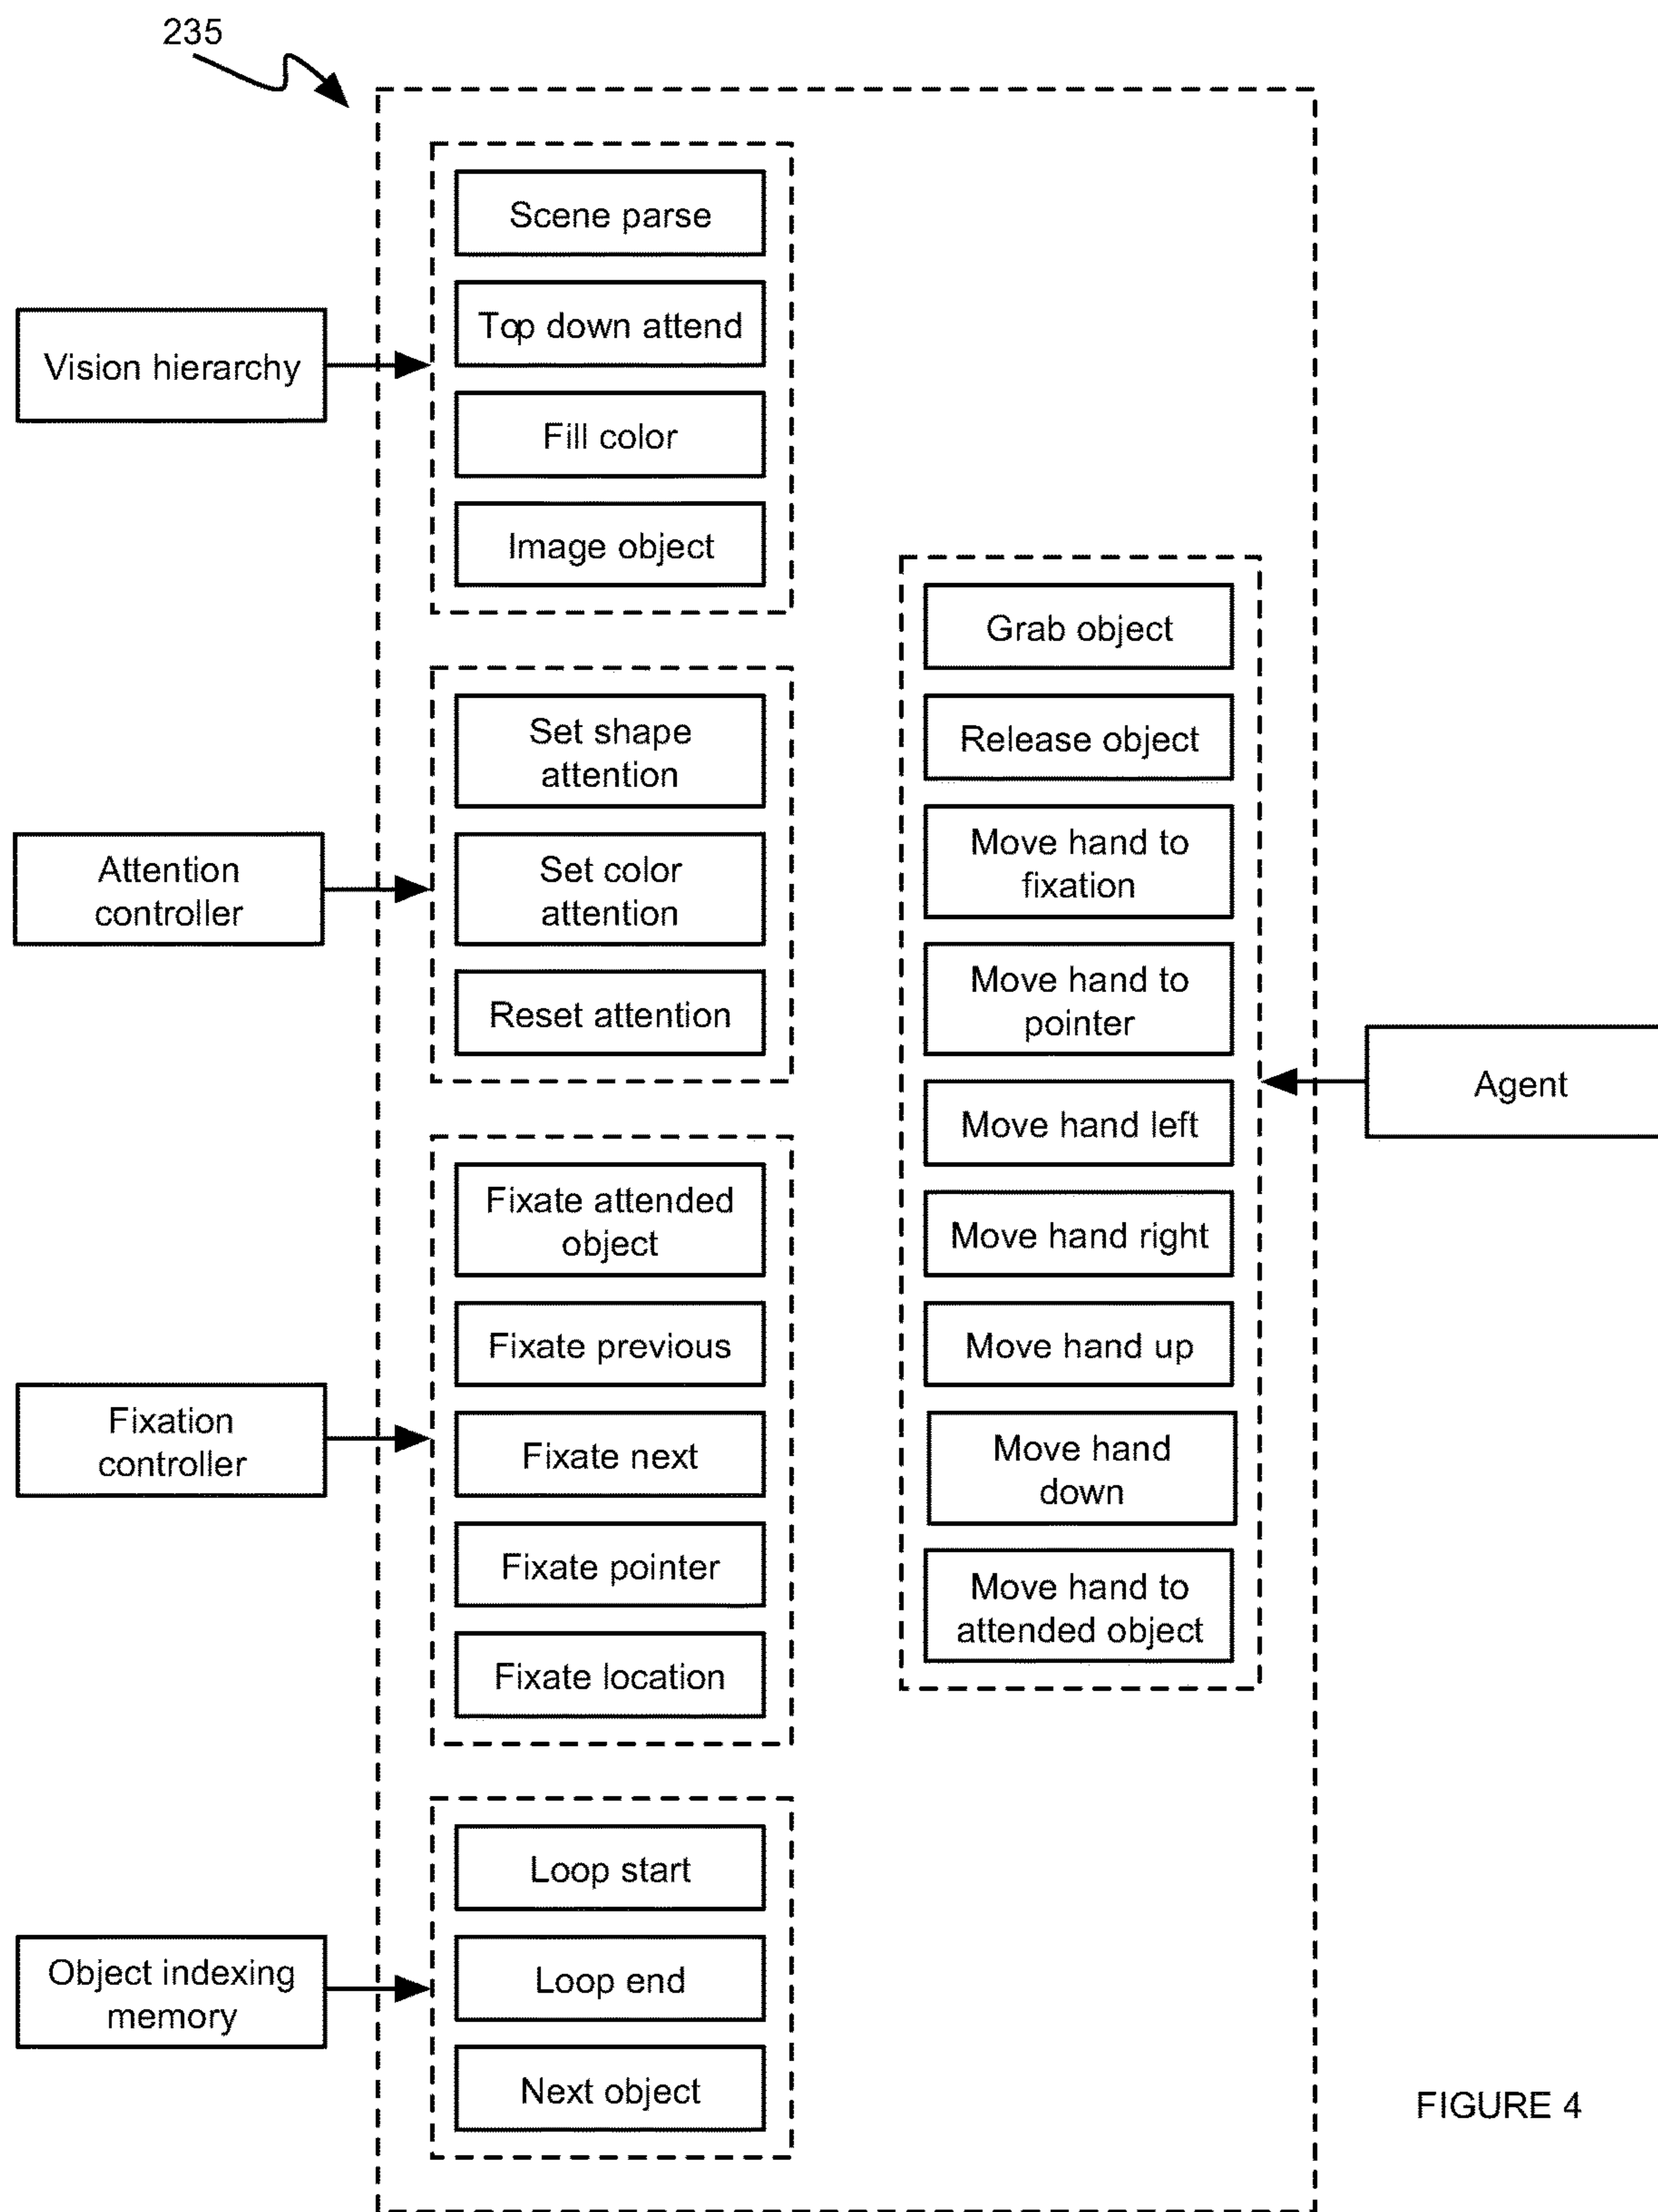 235
Vision hierarchy
Scene parse
Top down attend
Fill color
Image object
Attention
controller
Set shape
attention
Set color
attention
Reset attention
Fixation
controller
Fixate attended
object
Fixate previous
Fixate next
Fixate pointer
Fixate location
Object indexing
memory
Loop start
Loop end
Next object
Grab object
Release object
Move hand to
fixation
Move hand to
pointer
Move hand left
Move hand right
Move hand up
Move hand
down
Move hand to
attended object
Agent
FIGURE 4